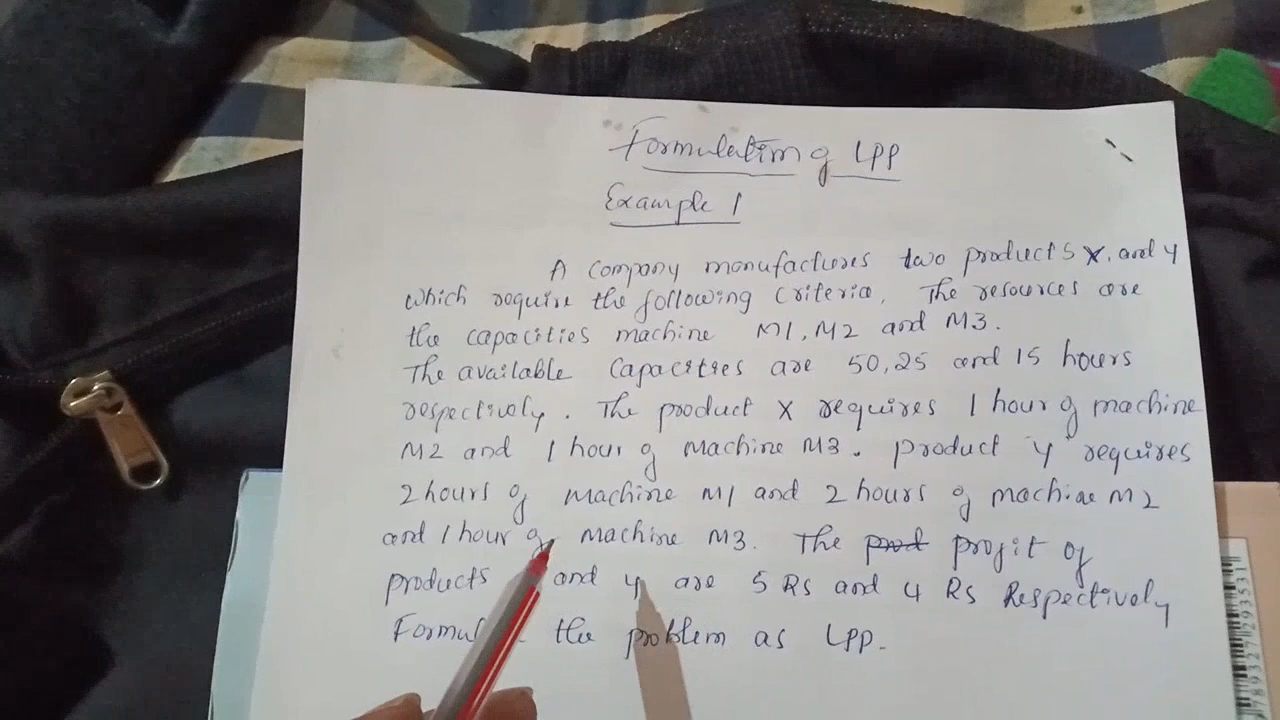 Formulation of LPP
Example 1
A Company manufactures two products X, and Y
which require the following Criteria. The resources are
the capacities machine M1, M2 and M3.
The available Capacities are 50, 25 and 15 hours
respectively. The product X requires 1 hour of machine
M2 and 1 hour of machine M3. product Y requires
2 hours of machine M1 and 2 hours of machine M2
and 1 hour of machine M3. The profit of
products and Y are 5 Rs and 4 Rs Respectively
the problem as LPP.
9789327293531